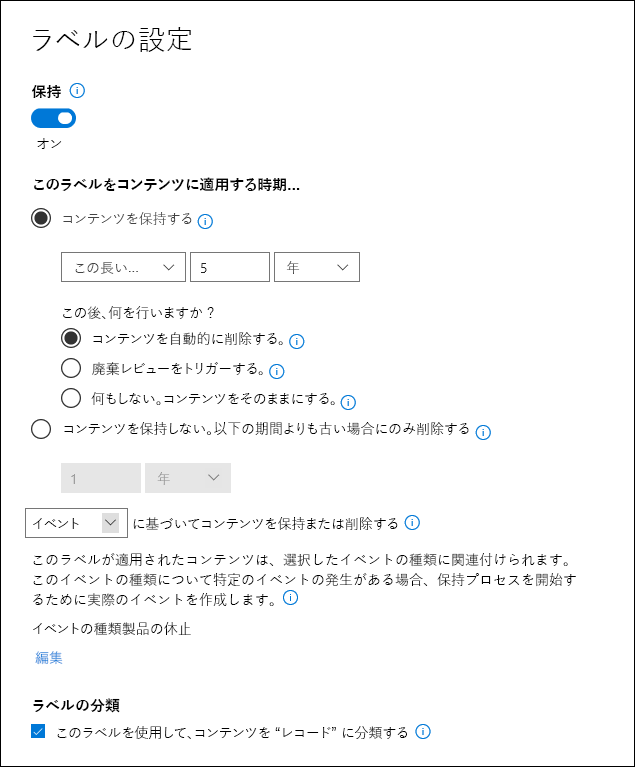 ラベルの設定
保持
オン
このラベルをコンテンツに適用する時期...
コンテンツを保持する
この長い... 5 年
この後、何を行いますか？
コンテンツを自動的に削除する。
廃棄レビューをトリガーする。
何もしない。コンテンツをそのままにする。
コンテンツを保持しない。以下の期間よりも古い場合にのみ削除する
1 年
イベント に基づいてコンテンツを保持または削除する
このラベルが適用されたコンテンツは、選択したイベントの種類に関連付けられます。
このイベントの種類について特定のイベントの発生がある場合、保持プロセスを開始す
るために実際のイベントを作成します。
イベントの種類製品の休止
編集
ラベルの分類
このラベルを使用して、コンテンツを “レコード” に分類する